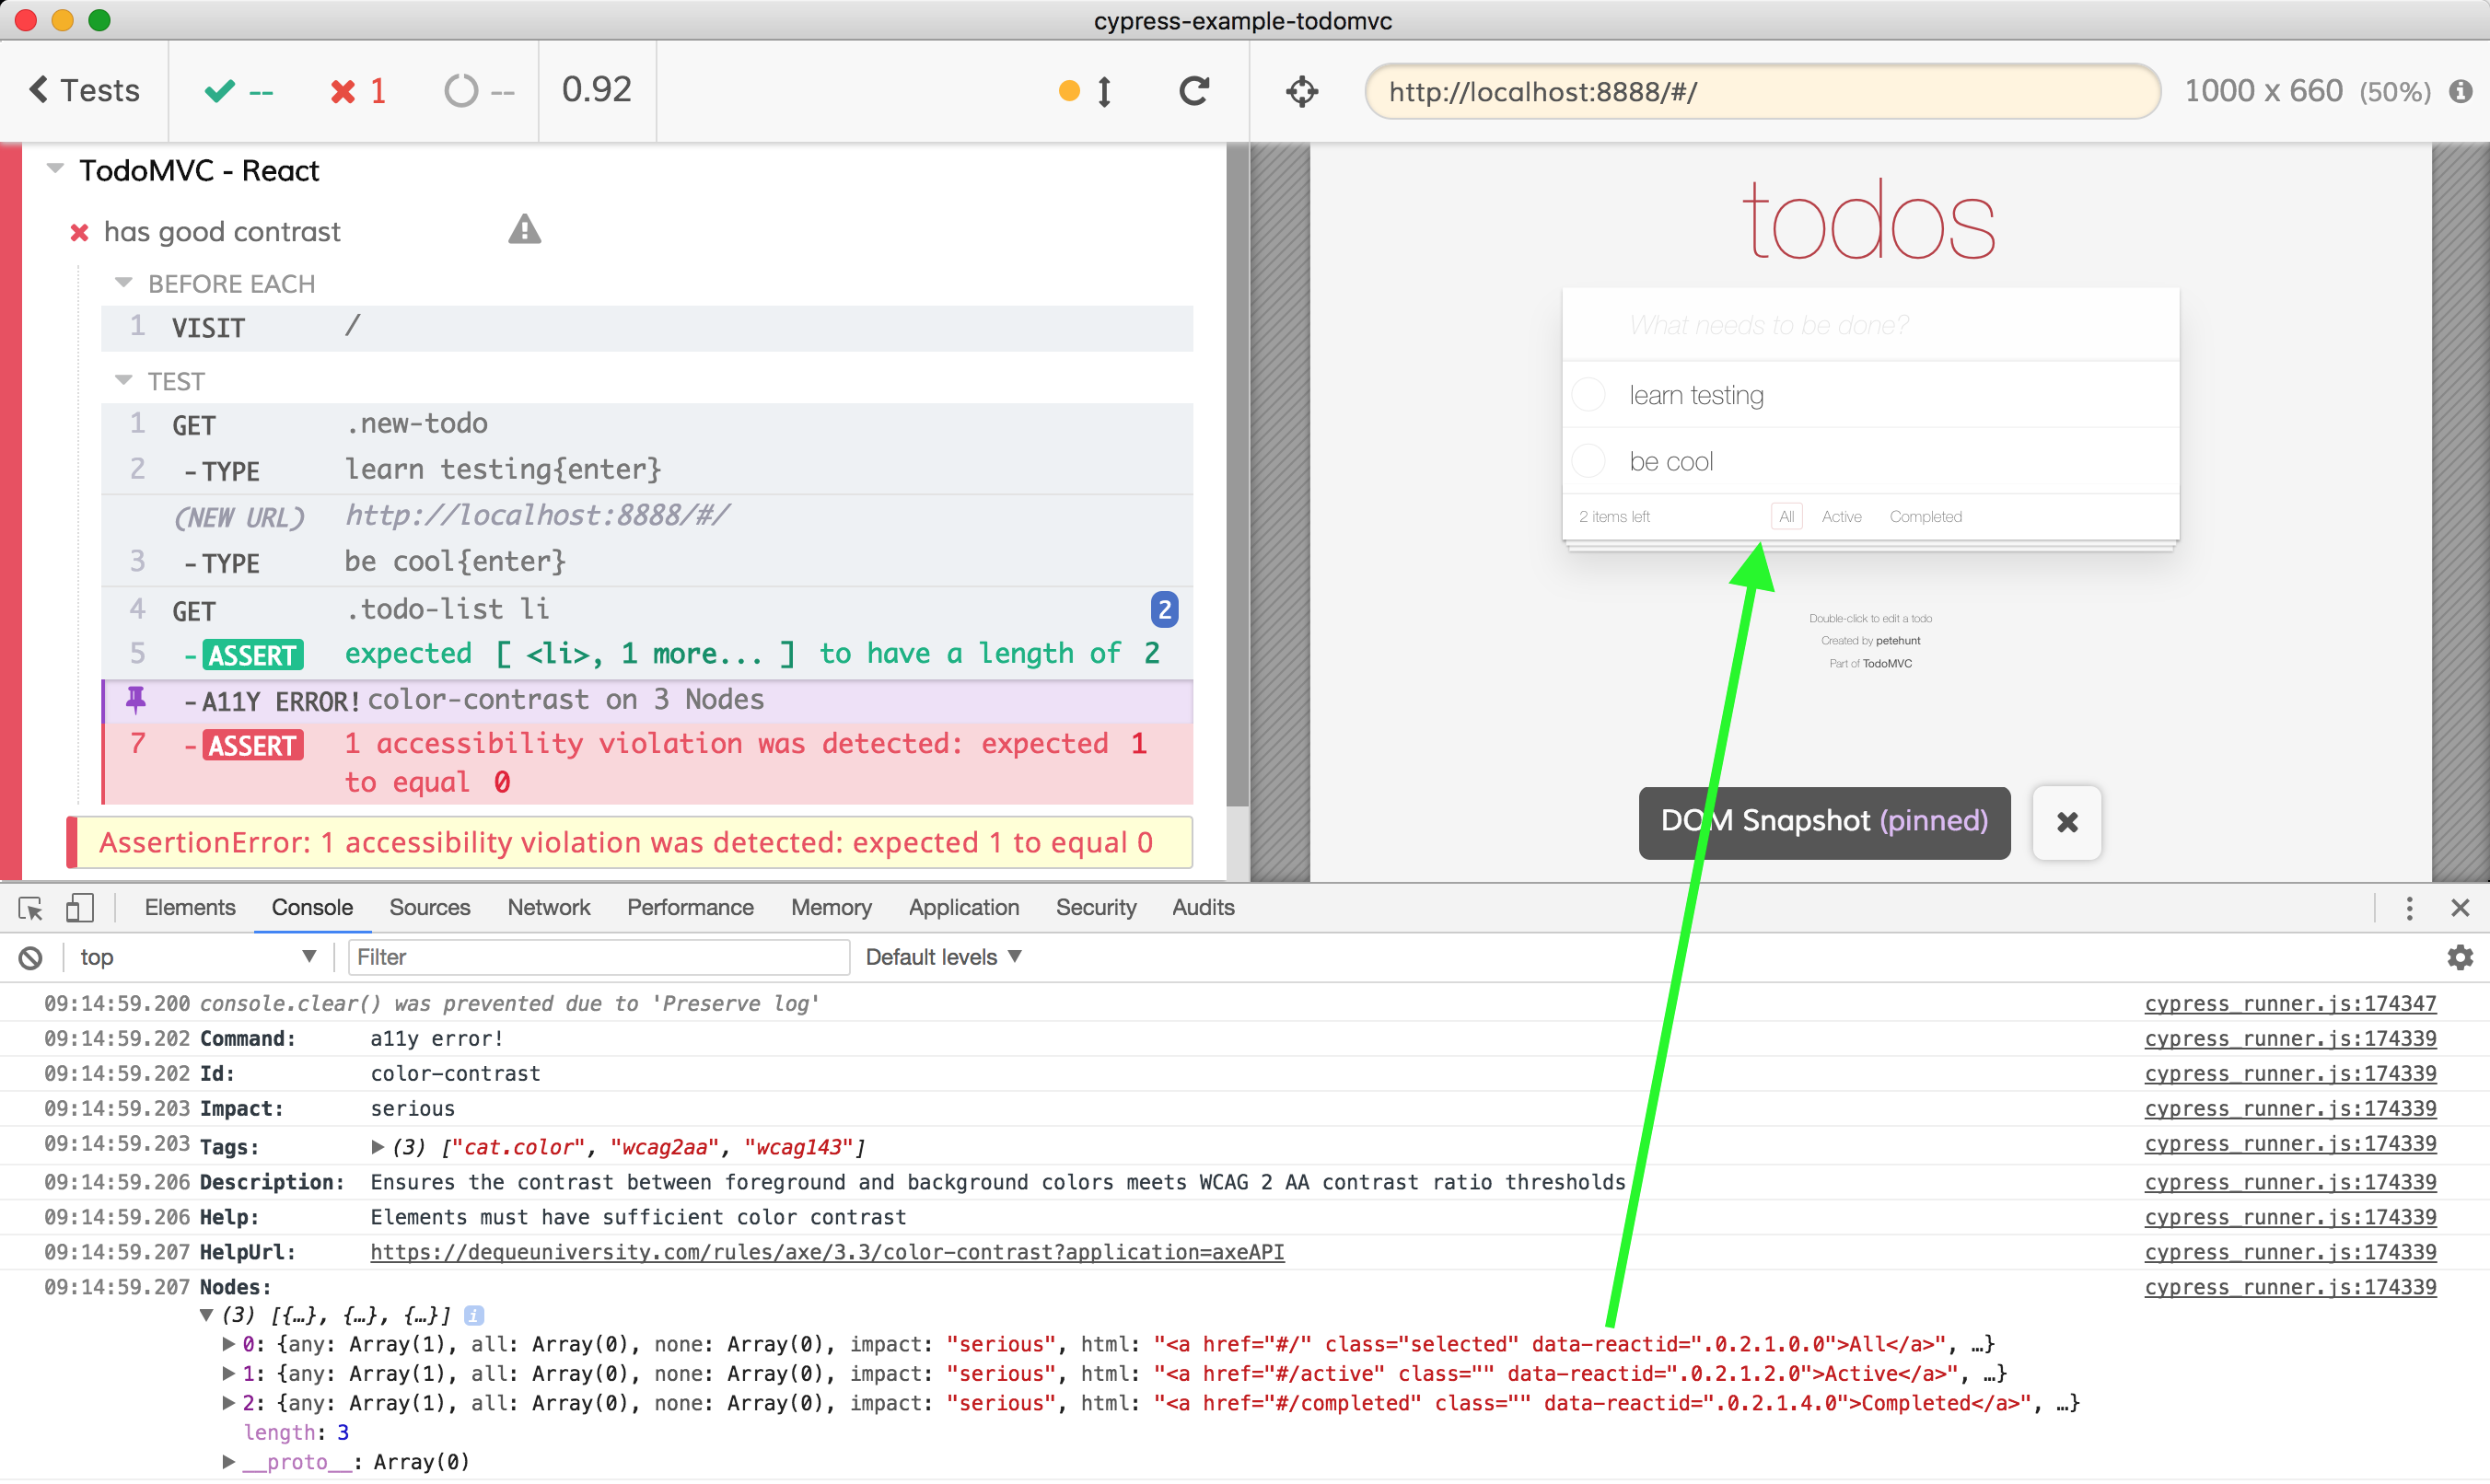 cypress-example-todomvc
Tests
--
1
--
0.92
http://localhost:8888/#/
1000 x 660 (50%)
TodoMVC - React
has good contrast
BEFORE EACH
1 VISIT /
TEST
1 GET .new-todo
2 -TYPE learn testing{enter}
(NEW URL) http://localhost:8888/#/
3 -TYPE be cool{enter}
4 GET .todo-list li 2
5 -ASSERT expected [ <li>, 1 more... ] to have a length of 2
-A11Y ERROR! color-contrast on 3 Nodes
7 -ASSERT 1 accessibility violation was detected: expected 1
to equal 0
AssertionError: 1 accessibility violation was detected: expected 1 to equal 0
todos
What needs to be done?
learn testing
be cool
2 items left All Active Completed
Double-click to edit a todo
Created by petehunt
Part of TodoMVC
DOM Snapshot (pinned)
Elements Console Sources Network Performance Memory Application Security Audits
top Filter Default levels
09:14:59.200 console.clear() was prevented due to 'Preserve log' cypress_runner.js:174347
09:14:59.202 Command: a11y error! cypress_runner.js:174339
09:14:59.202 Id: color-contrast cypress_runner.js:174339
09:14:59.203 Impact: serious cypress_runner.js:174339
09:14:59.203 Tags: (3) ["cat.color", "wcag2aa", "wcag143"] cypress_runner.js:174339
09:14:59.206 Description: Ensures the contrast between foreground and background colors meets WCAG 2 AA contrast ratio thresholds cypress_runner.js:174339
09:14:59.206 Help: Elements must have sufficient color contrast cypress_runner.js:174339
09:14:59.207 HelpUrl: https://dequeuniversity.com/rules/axe/3.3/color-contrast?application=axeAPI cypress_runner.js:174339
09:14:59.207 Nodes: cypress_runner.js:174339
(3) [{…}, {…}, {…}]
0: {any: Array(1), all: Array(0), none: Array(0), impact: "serious", html: "<a href="#/" class="selected" data-reactid=".0.2.1.0.0">All</a>", …}
1: {any: Array(1), all: Array(0), none: Array(0), impact: "serious", html: "<a href="#/active" class="" data-reactid=".0.2.1.2.0">Active</a>", …}
2: {any: Array(1), all: Array(0), none: Array(0), impact: "serious", html: "<a href="#/completed" class="" data-reactid=".0.2.1.4.0">Completed</a>", …}
length: 3
__proto__: Array(0)